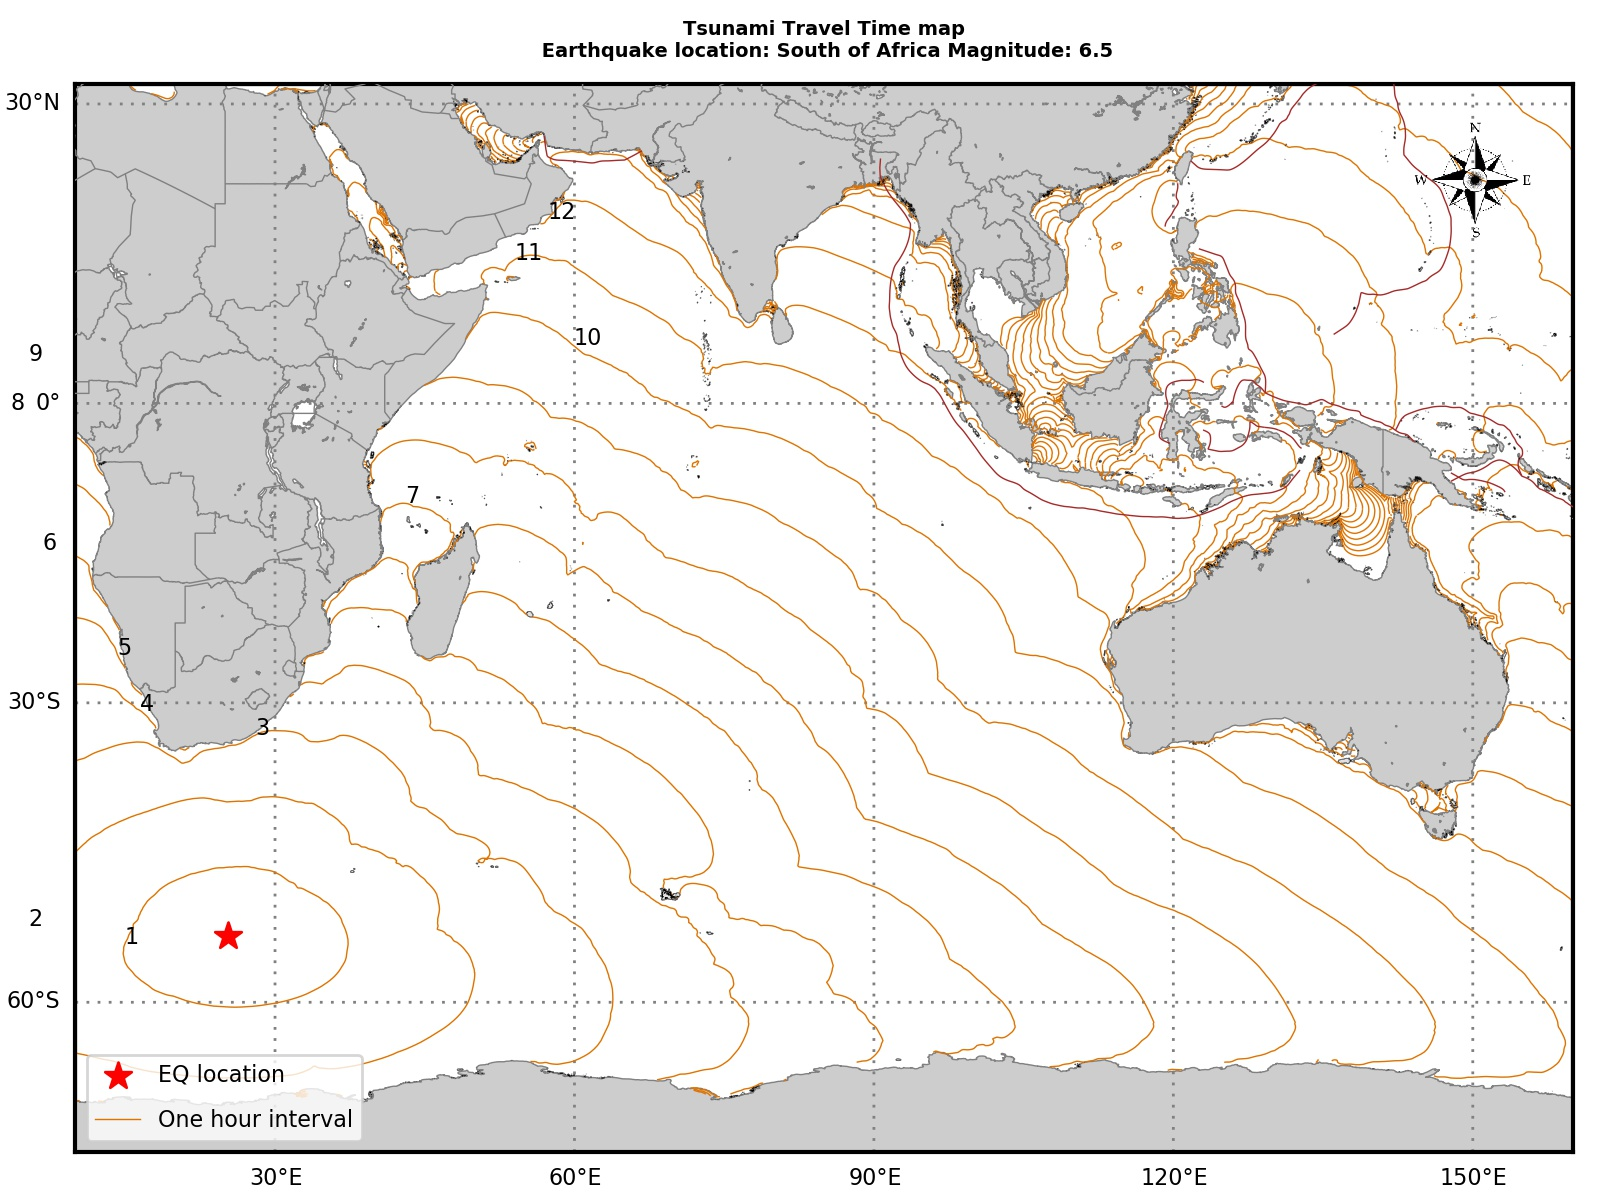 Tsunami Travel Time map
Earthquake location: South of Africa Magnitude: 6.5
30°N
N
W
E
S
12
11
10
9
8
0°
7
6
5
4
30°S
3
2
1
60°S
EQ location
One hour interval
30°E
60°E
90°E
120°E
150°E